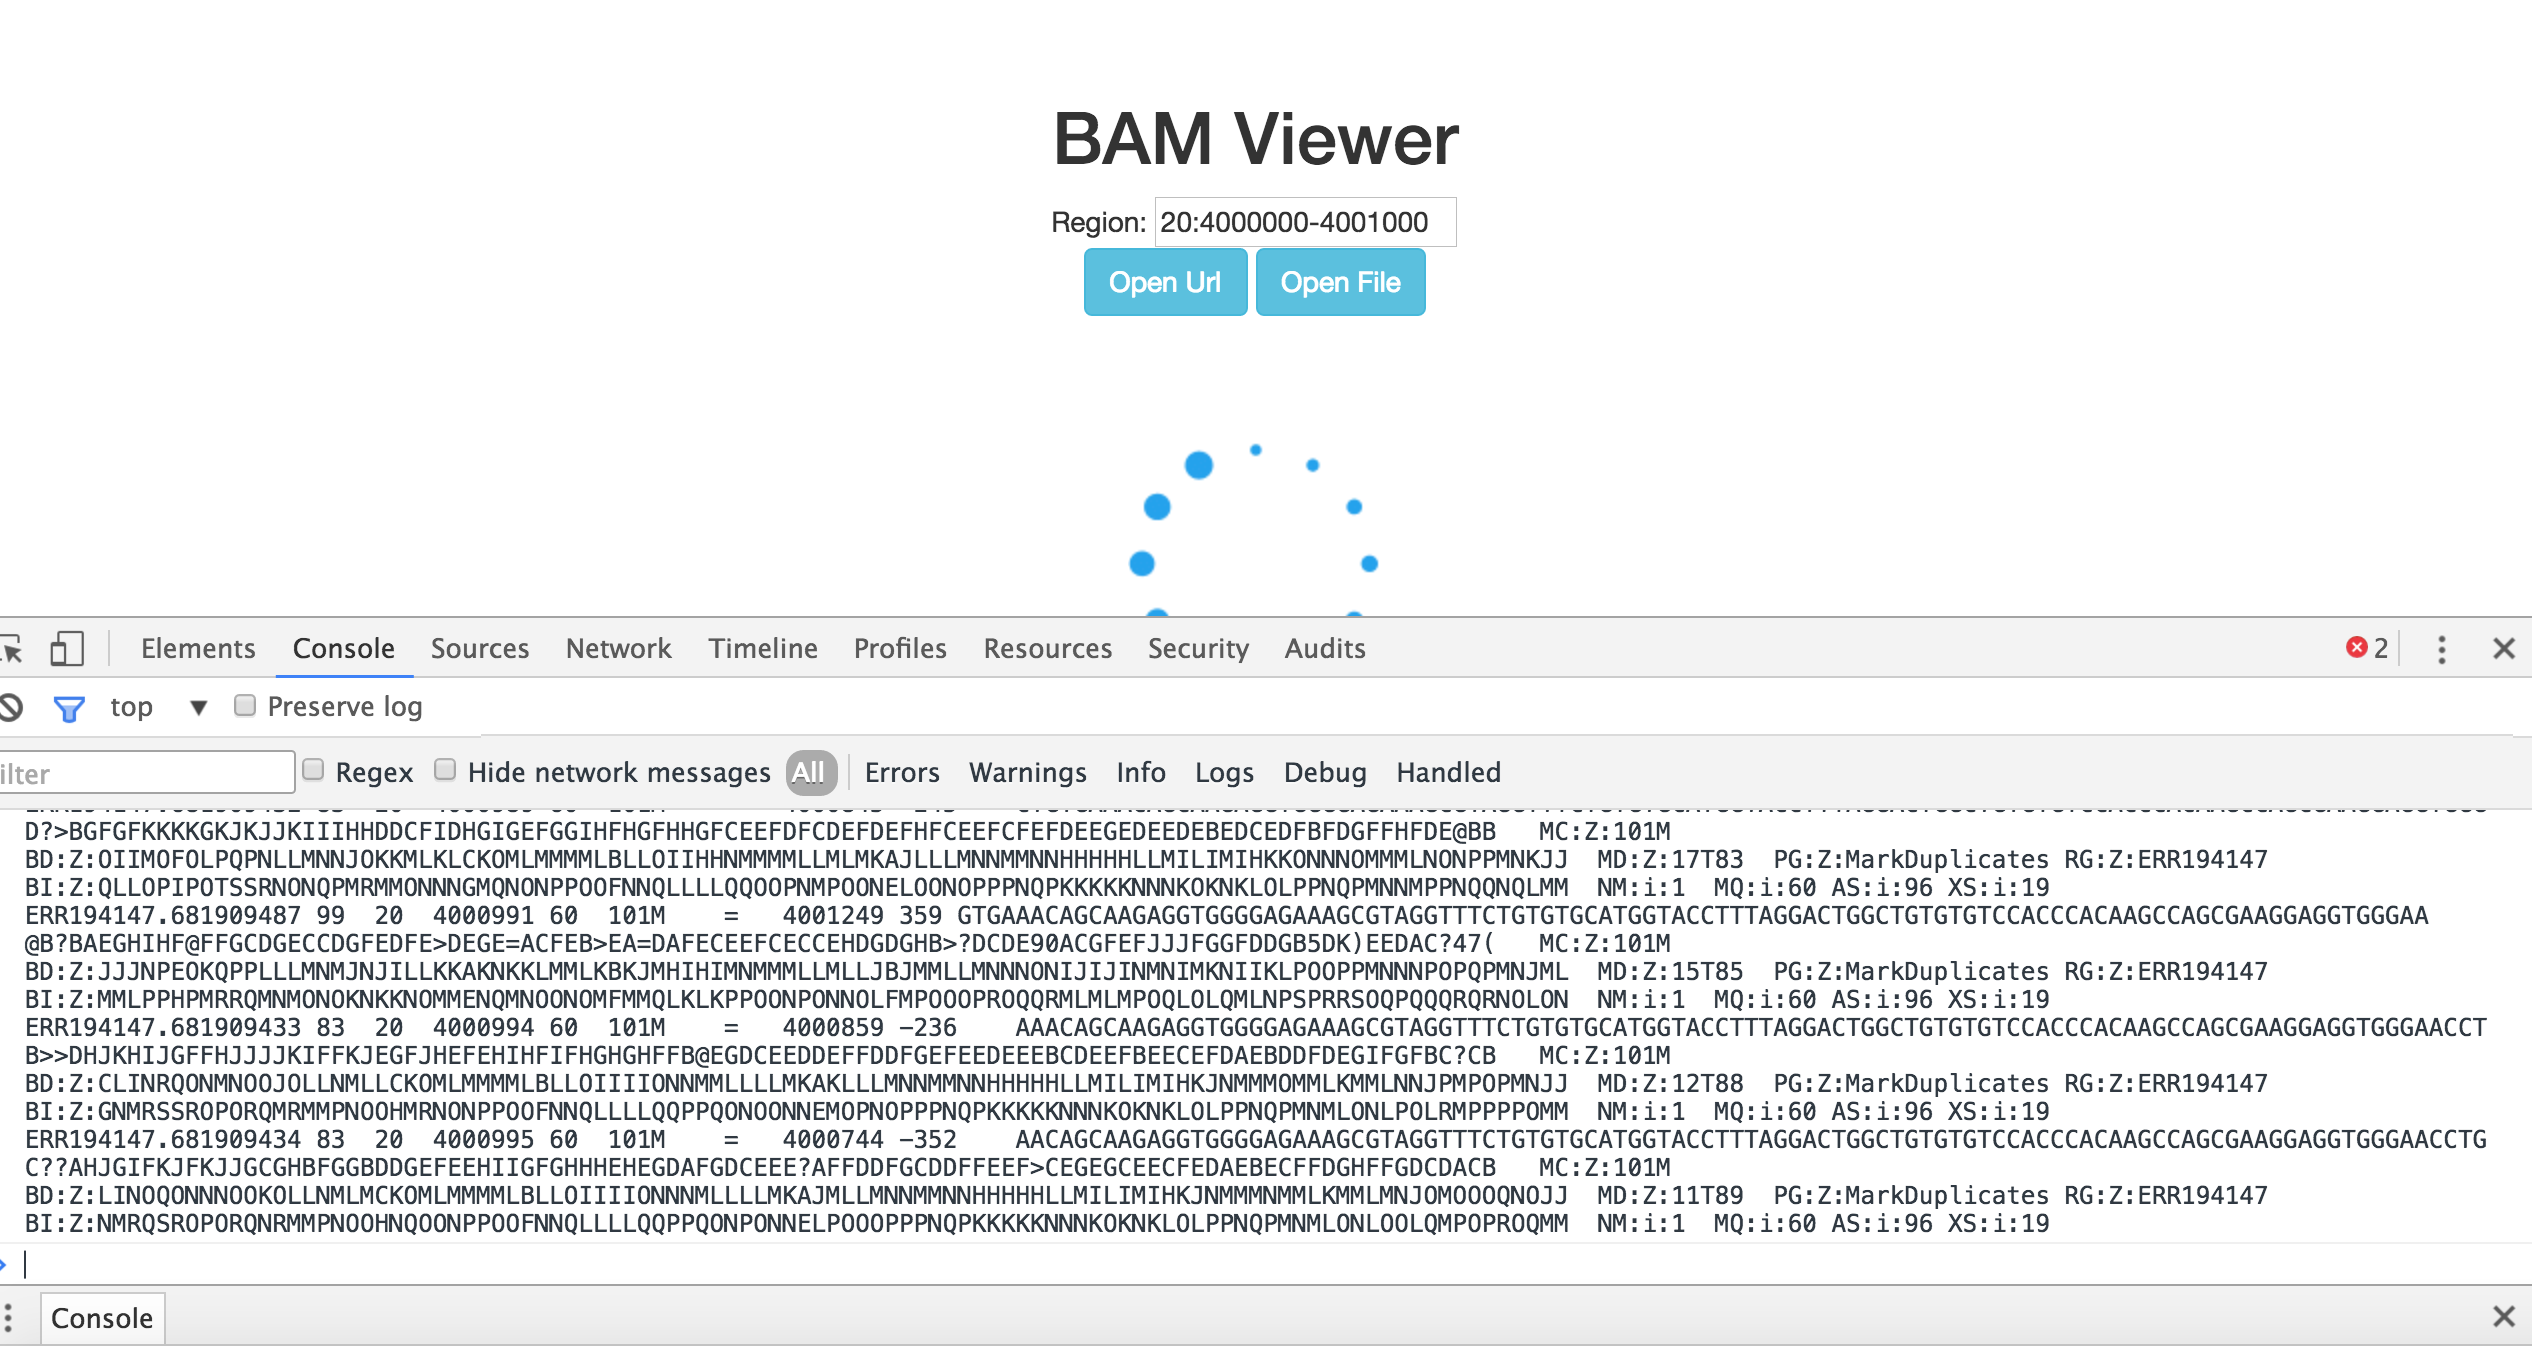 BAM Viewer
Region: 20:4000000-4001000
Open Url Open File
Elements Console Sources Network Timeline Profiles Resources Security Audits 2
top Preserve log
ilter Regex Hide network messages All Errors Warnings Info Logs Debug Handled
D?>BGFGFKKKKGKJKJJKIIIHHDDCFIDHGIGEFGGIHFHGFHHGFCEEFDFCDEFDEFHFCEEFCFEFDEEGEDEEDEBEDCEDFBFDGFFHFDE@BB MC:Z:101M
BD:Z:OIIMOFOLPQPNLLMNNJOKKMLKLCKOMLMMMMLBLLOIIHHNMMMMLLMLMKAJLLLMNNMMNNHHHHHLLMILIMIHKKONNNOMMMLNONPPMNKJJ MD:Z:17T83 PG:Z:MarkDuplicates RG:Z:ERR194147
BI:Z:QLLOPIPOTSSRNONQPMRMMONNNGMQNONPPOOFNNQLLLLQQOOPNMPOONELOONOPPPNQPKKKKKNNNKOKNKLOLPPNQPMNNMPPNQQNQLMM NM:i:1 MQ:i:60 AS:i:96 XS:i:19
ERR194147.681909487 99 20 4000991 60 101M = 4001249 359 GTGAAACAGCAAGAGGTGGGGAGAAAGCGTAGGTTTCTGTGTGCATGGTACCTTTAGGACTGGCTGTGTGTCCACCCACAAGCCAGCGAAGGAGGTGGGAA
@B?BAEGHIHF@FFGCDGECCDGFEDFE>DEGE=ACFEB>EA=DAFECEEFCECCEHDGDGHB>?DCDE90ACGFEFJJJFGGFDDGB5DK)EEDAC?47( MC:Z:101M
BD:Z:JJJNPEOKQPPLLLMNMJNJILLKKAKNKKLMMLKBKJMHIHIMNMMMLLMLLJBJMMLLMNNNONIJIJINMNIMKNIIKLPOOPPMNNNPOPQPMNJML MD:Z:15T85 PG:Z:MarkDuplicates RG:Z:ERR194147
BI:Z:MMLPPHPMRRQMNMONOKNKKNOMMENQMNOONOMFMMQLKLKPPOONPONNOLFMPOOOPROQQRMLMLMPOQLOLQMLNPSPRRSOQPQQQRQRNOLON NM:i:1 MQ:i:60 AS:i:96 XS:i:19
ERR194147.681909433 83 20 4000994 60 101M = 4000859 -236 AAACAGCAAGAGGTGGGGAGAAAGCGTAGGTTTCTGTGTGCATGGTACCTTTAGGACTGGCTGTGTGTCCACCCACAAGCCAGCGAAGGAGGTGGGAACCT
B>>DHJKHIJGFFHJJJJKIFFKJEGFJHEFEHIHFIFHGHGHFFB@EGDCEEDDEFFDDFGEFEEDEEEBCDEEFBEECEFDAEBDDFDEGIFGFBC?CB MC:Z:101M
BD:Z:CLINRQONMNOOJOLLNMLLCKOMLMMMMLBLLOIIIIONNMMLLLLMKAKLLLMNNMMNNHHHHHLLMILIMIHKJNMMMOMMLKMMLNNJPMPOPMNJJ MD:Z:12T88 PG:Z:MarkDuplicates RG:Z:ERR194147
BI:Z:GNMRSSROPORQMRMMPNOOHMRNONPPOOFNNQLLLLQQPPQONOONNEMOPNOPPPNQPKKKKKNNNKOKNKLOLPPNQPMNMLONLPOLRMPPPPOMM NM:i:1 MQ:i:60 AS:i:96 XS:i:19
ERR194147.681909434 83 20 4000995 60 101M = 4000744 -352 AACAGCAAGAGGTGGGGAGAAAGCGTAGGTTTCTGTGTGCATGGTACCTTTAGGACTGGCTGTGTGTCCACCCACAAGCCAGCGAAGGAGGTGGGAACCTG
C??AHJGIFKJFKJJGCGHBFGGBDDGEFEEHIIGFGHHHEHEGDAFGDCEEE?AFFDDFGCDDFFEEF>CEGEGCEECFEDAEBECFFDGHFFGDCDACB MC:Z:101M
BD:Z:LINOQONNNOOKOLLNMLMCKOMLMMMMLBLLOIIIIONNNMLLLLMKAJMLLMNNMMNNHHHHHLLMILIMIHKJNMMMNMMLKMMLMNJOMOOOQNOJJ MD:Z:11T89 PG:Z:MarkDuplicates RG:Z:ERR194147
BI:Z:NMRQSROPORQNRMMPNOOHNQOONPPOOFNNQLLLLQQPPQONPONNELPOOOPPPNQPKKKKKNNNKOKNKLOLPPNQPMNMLONLOOLQMPOPROQMM NM:i:1 MQ:i:60 AS:i:96 XS:i:19
Console